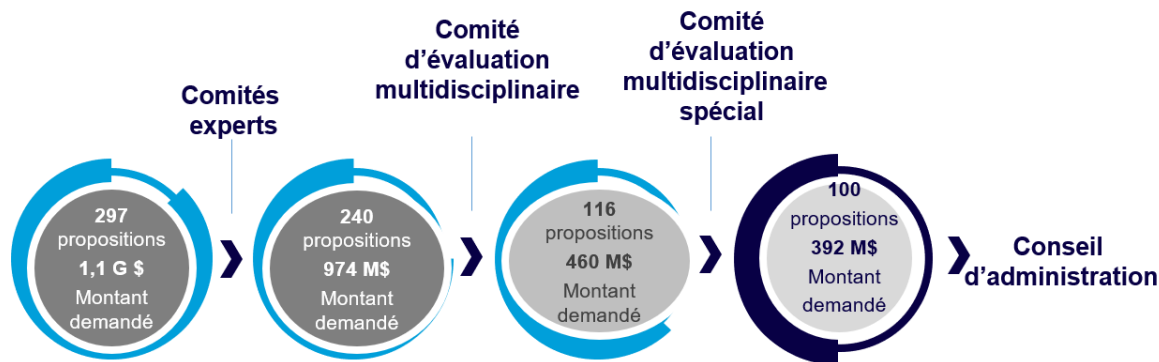 Comités
experts
Comité
d’évaluation
multidisciplinaire
Comité
d’évaluation
multidisciplinaire
spécial
297
propositions
1,1 G $
Montant
demandé
240
propositions
974 M$
Montant
demandé
116
propositions
460 M$
Montant
demandé
100
propositions
392 M$
Montant
demandé
Conseil
d’administration